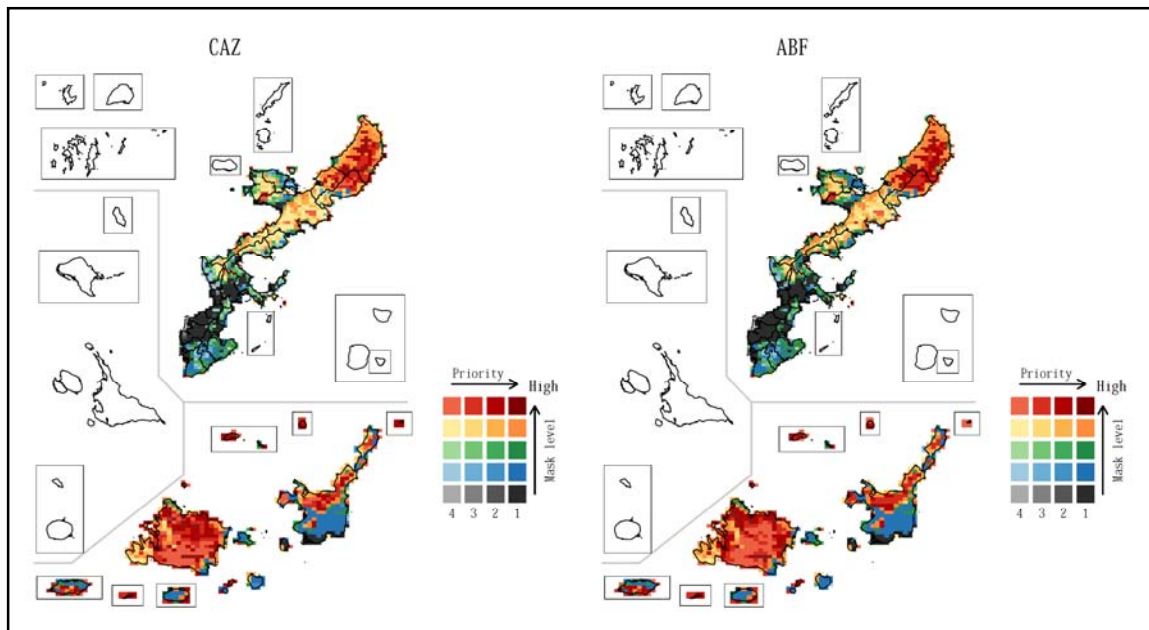 CAZ
ABF
Priority
High
Mask level
4 3 2 1
Priority
High
Mask level
4 3 2 1